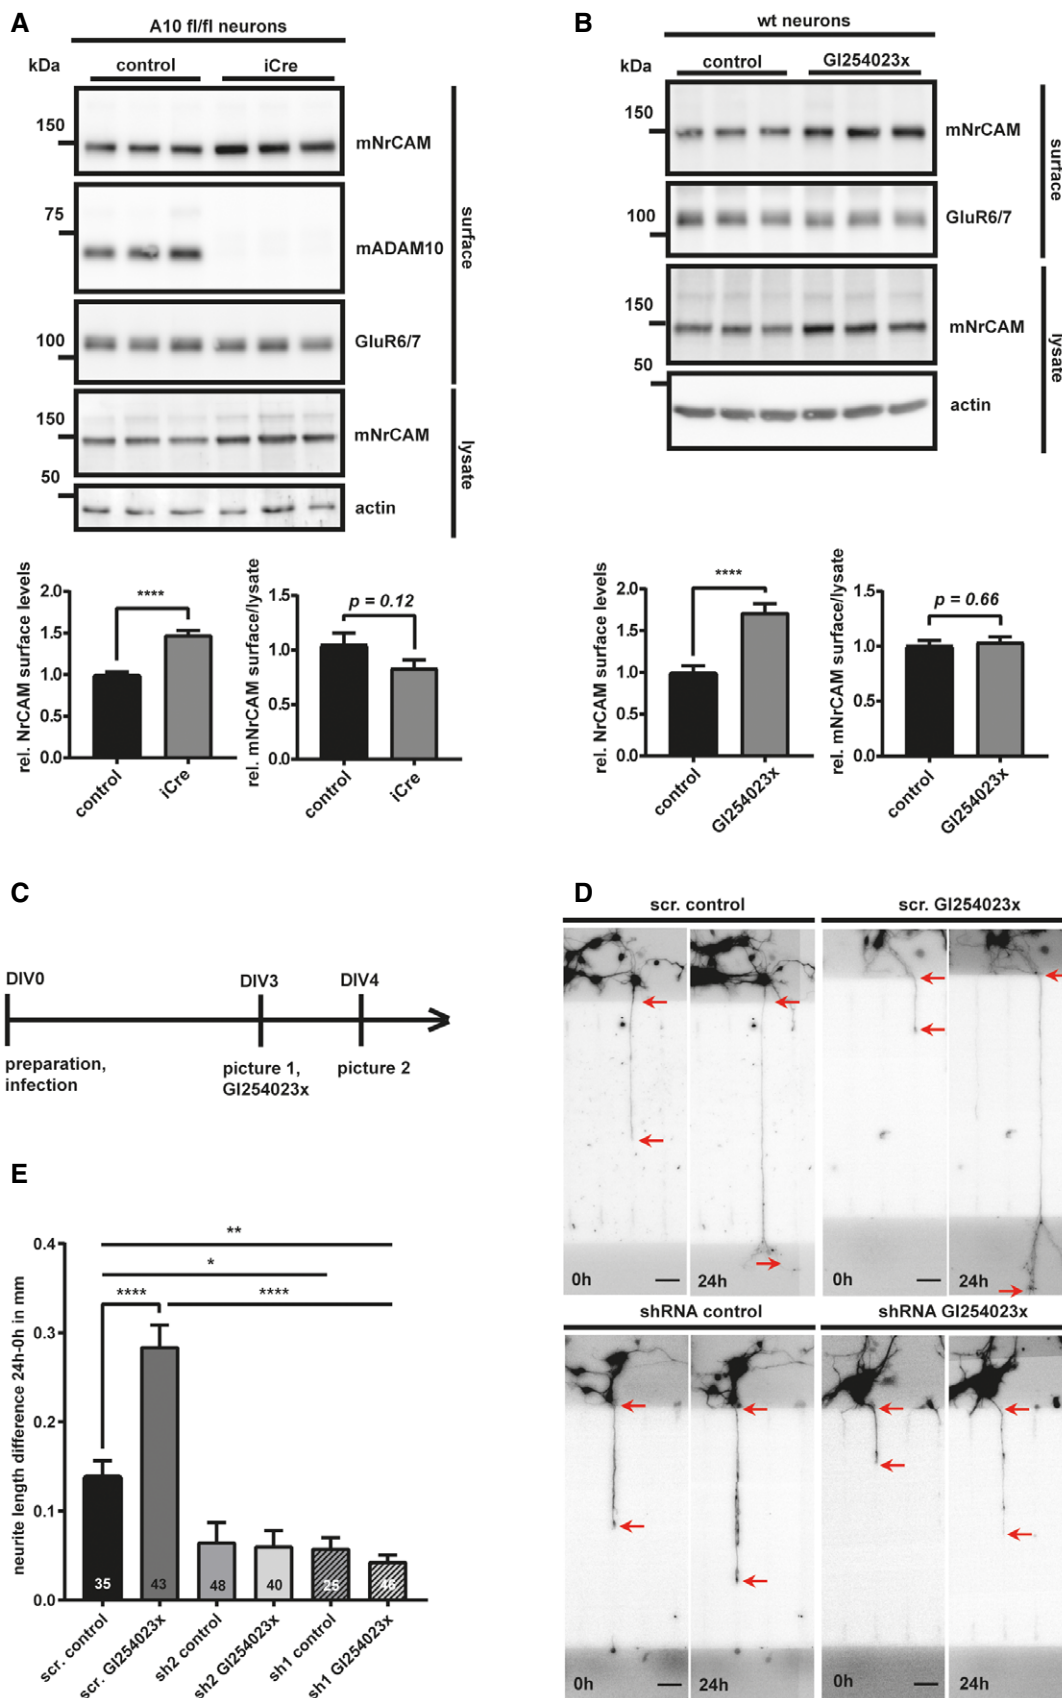 A
A10 fl/fl neurons
kDa
control
iCre
150
mNrCAM
75
mADAM10
100
GluR6/7
surface
150
mNrCAM
50
actin
lysate
rel. NrCAM surface levels
2.0
1.5
1.0
0.5
0.0
****
control
iCre
rel. mNrCAM surface/lysate
1.5
1.0
0.5
0.0
p = 0.12
control
iCre
B
wt neurons
kDa
control
GI254023x
150
mNrCAM
100
GluR6/7
surface
150
mNrCAM
50
actin
lysate
rel. NrCAM surface levels
2.0
1.5
1.0
0.5
0.0
****
control
GI254023x
rel. mNrCAM surface/lysate
1.5
1.0
0.5
0.0
p = 0.66
control
GI254023x
C
DIV0
DIV3
DIV4
preparation,
infection
picture 1,
GI254023x
picture 2
D
scr. control
scr. GI254023x
0h
24h
0h
24h
shRNA control
shRNA GI254023x
0h
24h
0h
24h
E
neurite length difference 24h-0h in mm
0.4
0.3
0.2
0.1
0.0
**
*
****
****
35
43
48
40
25
46
scr. control
scr. GI254023x
sh2 control
sh2 GI254023x
sh1 control
sh1 GI254023x